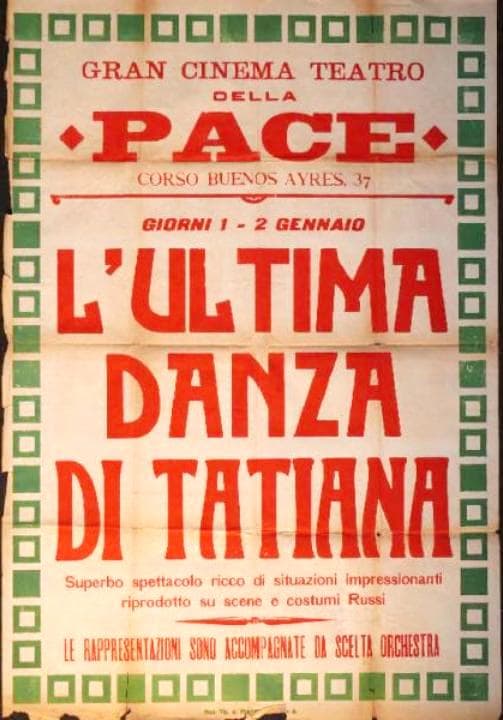 GRAN CINEMA TEATRO
DELLA
PACE
CORSO BUENOS AYRES, 37
GIORNI 1 - 2 GENNAIO
L'ULTIMA
DANZA
DI TATIANA
Superbo spettacolo ricco di situazioni impressionanti
riprodotto su scene e costumi Russi
LE RAPPRESENTAZIONI SONO ACCOMPAGNATE DA SCELTA ORCHESTRA